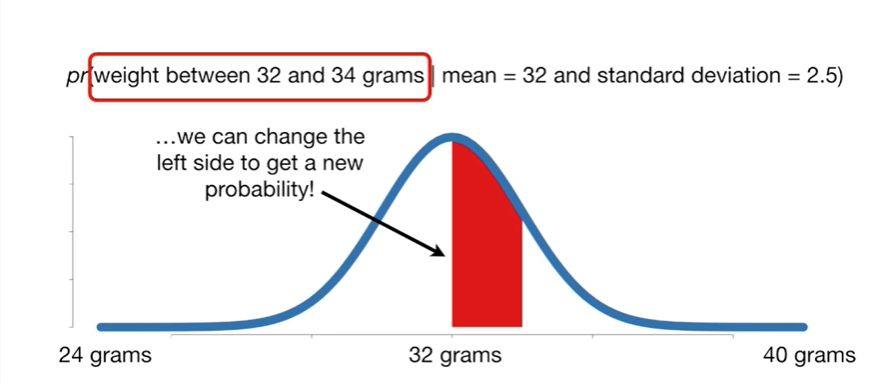 pr(weight between 32 and 34 grams | mean = 32 and standard deviation = 2.5)
…we can change the
left side to get a new
probability!
24 grams
32 grams
40 grams